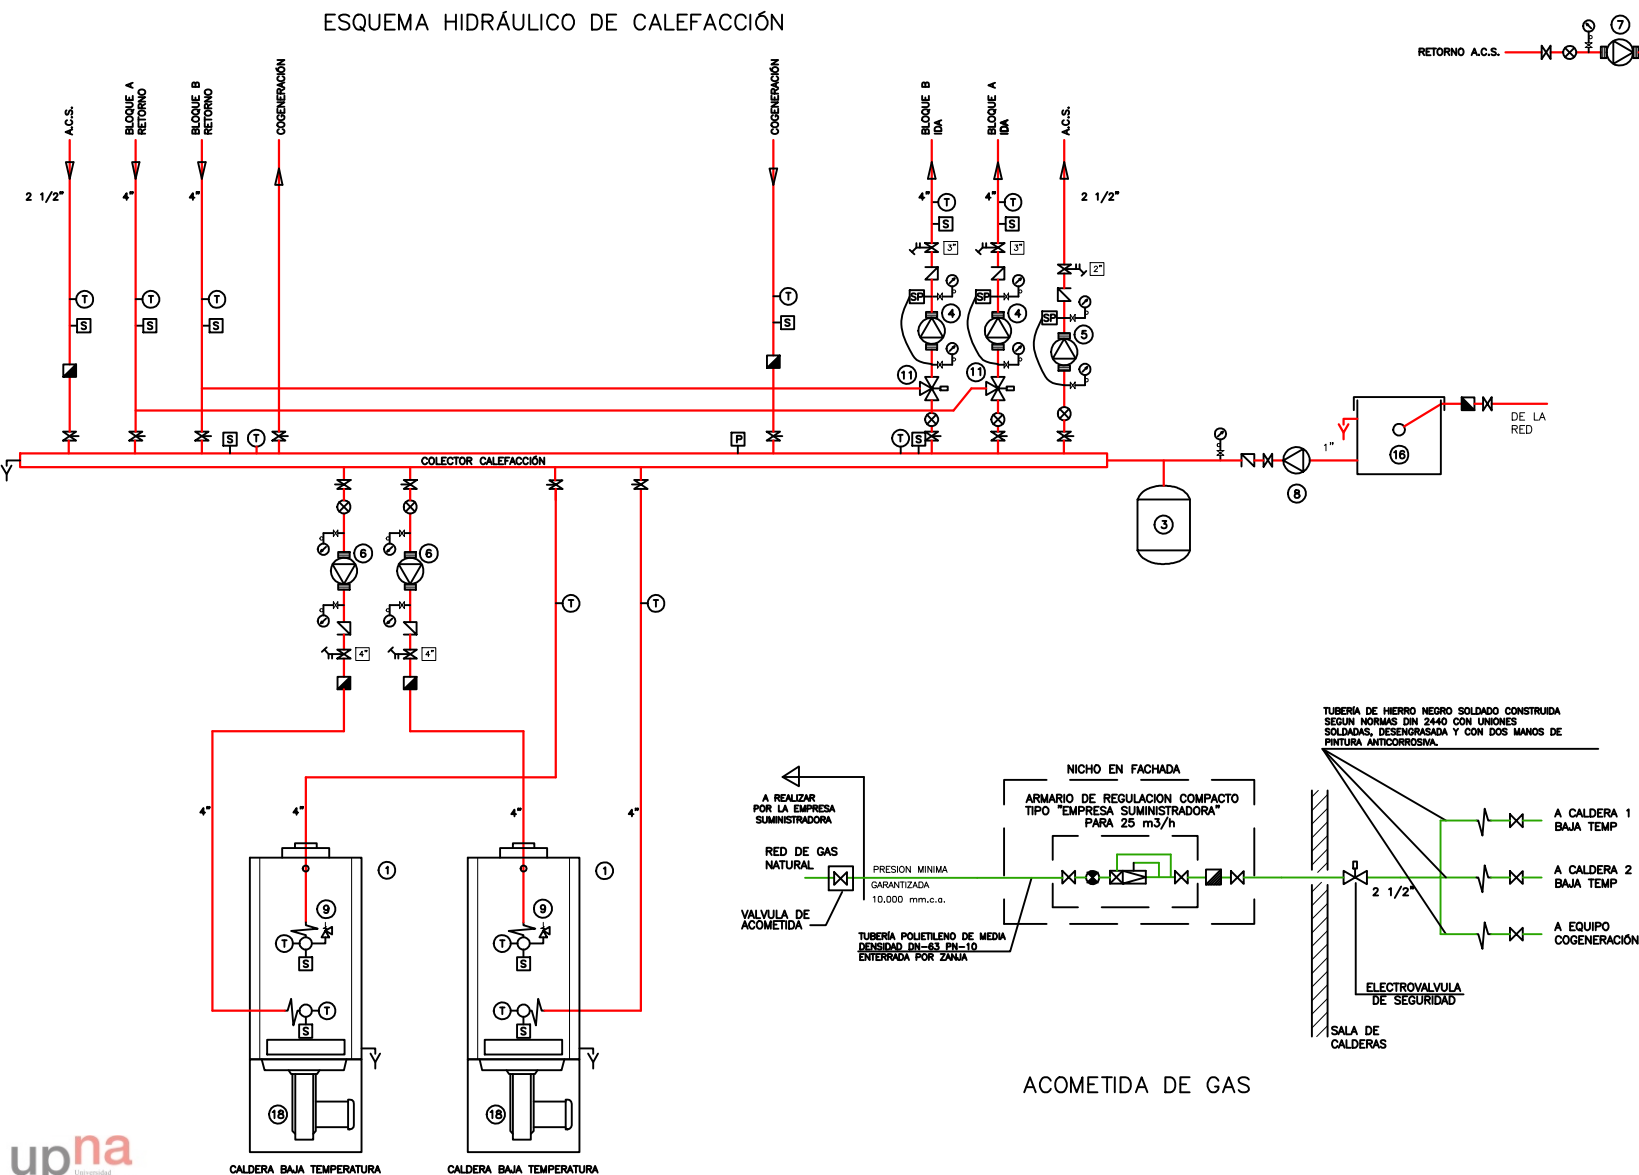 ESQUEMA HIDRÁULICO DE CALEFACCIÓN
7
RETORNO A.C.S.
A.C.S.
BLOQUE A
RETORNO
BLOQUE B
RETORNO
COGENERACIÓN
COGENERACIÓN
BLOQUE B
IDA
BLOQUE A
IDA
A.C.S.
2 1/2"
4"
4"
4"
4"
2 1/2"
T
T
S
S
3"
3"
2"
T
T
T
T
S
S
S
S
SP
SP
SP
4
4
5
11
11
S
T
P
T
S
COLECTOR CALEFACCIÓN
DE LA
RED
1"
16
8
3
6
6
T
T
4"
4"
4"
4"
4"
4"
1
1
9
9
T
T
S
S
T
T
S
S
18
18
CALDERA BAJA TEMPERATURA
CALDERA BAJA TEMPERATURA
TUBERÍA DE HIERRO NEGRO SOLDADO CONSTRUIDA
SEGUN NORMAS DIN 2440 CON UNIONES
SOLDADAS, DESENGRASADA Y CON DOS MANOS DE
PINTURA ANTICORROSIVA.
NICHO EN FACHADA
ARMARIO DE REGULACION COMPACTO
TIPO "EMPRESA SUMINISTRADORA"
PARA 25 m3/h
A REALIZAR
POR LA EMPRESA
SUMINISTRADORA
RED DE GAS
NATURAL
PRESION MINIMA
GARANTIZADA
10.000 mm.c.a.
VALVULA DE
ACOMETIDA
TUBERÍA POLIETILENO DE MEDIA
DENSIDAD DN-63 PN-10
ENTERRADA POR ZANJA
2 1/2"
A CALDERA 1
BAJA TEMP
A CALDERA 2
BAJA TEMP
A EQUIPO
COGENERACIÓN
ELECTROVALVULA
DE SEGURIDAD
SALA DE
CALDERAS
ACOMETIDA DE GAS
upna
Universidad